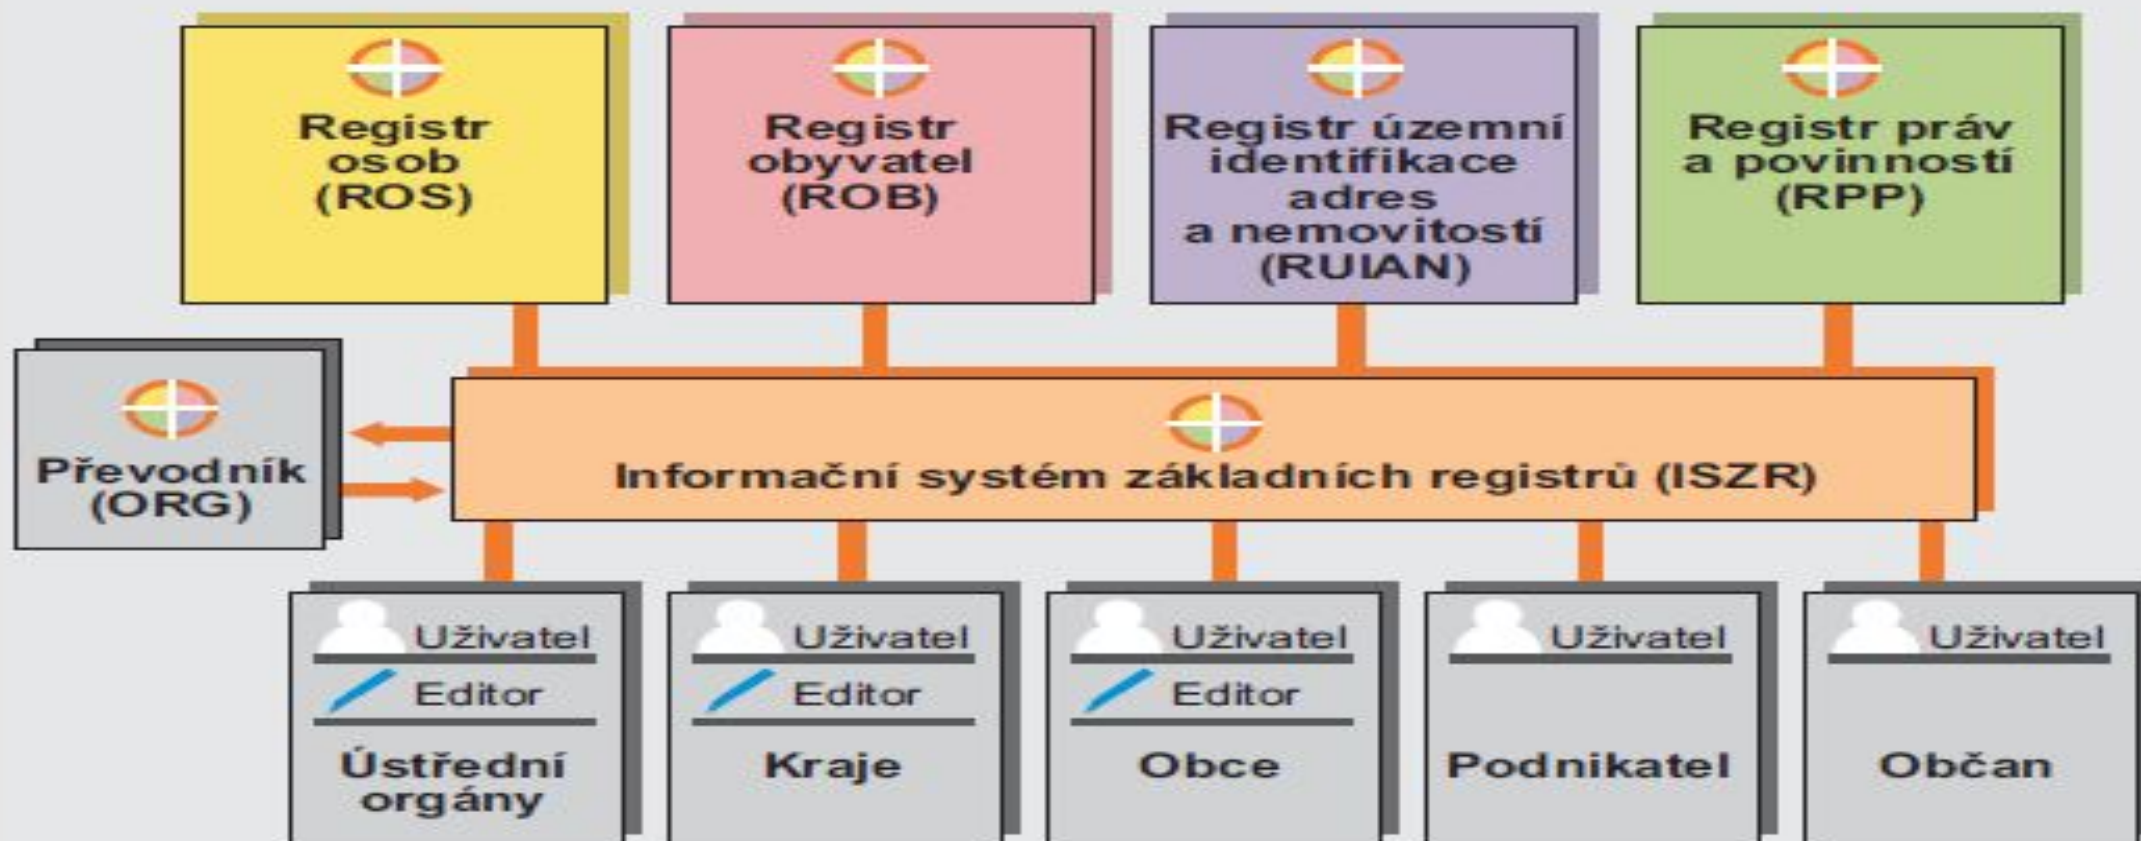 Registr
osob
(ROS)
Registr
obyvatel
(ROB)
Registr územní
identifikace
adres
a nemovitostí
(RUIAN)
Registr práv
a povinností
(RPP)
Převodník
(ORG)
Informační systém základních registrů (ISZR)
Uživatel
Editor
Ústřední
orgány
Uživatel
Editor
Kraje
Uživatel
Editor
Obce
Uživatel
Podnikatel
Uživatel
Občan